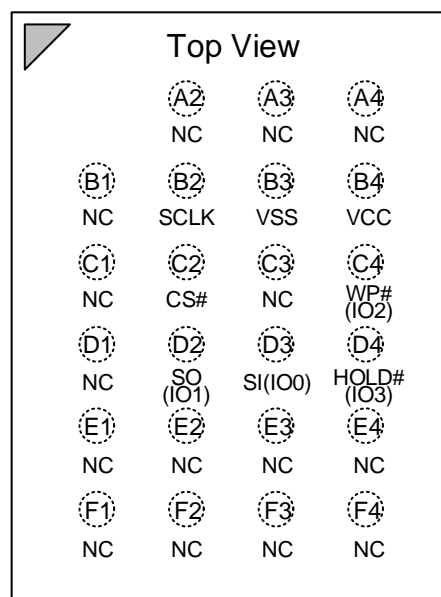 Top View
A2 A3 A4
NC NC NC
B1 B2 B3 B4
NC SCLK VSS VCC
C1 C2 C3 C4
NC CS# NC WP#
(IO2)
D1 D2 D3 D4
NC SO SI(IO0) HOLD#
(IO1) (IO3)
E1 E2 E3 E4
NC NC NC NC
F1 F2 F3 F4
NC NC NC NC